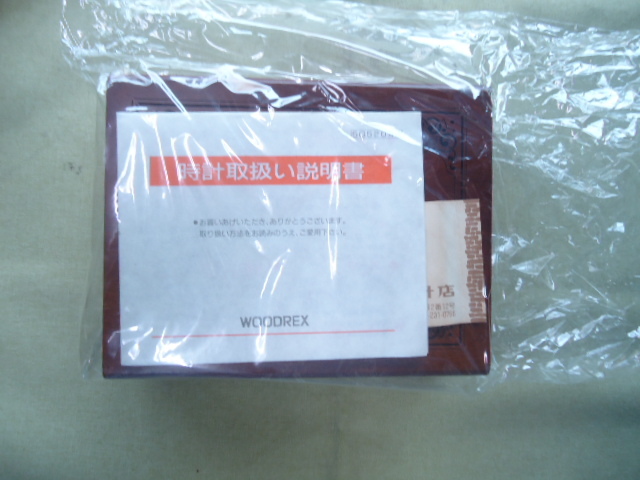 時計取扱い説明書
●お買いあげいただき、ありがとうございます。
取り扱い方法をお読みのうえ、ご愛用下さい。
WOODREX
計店